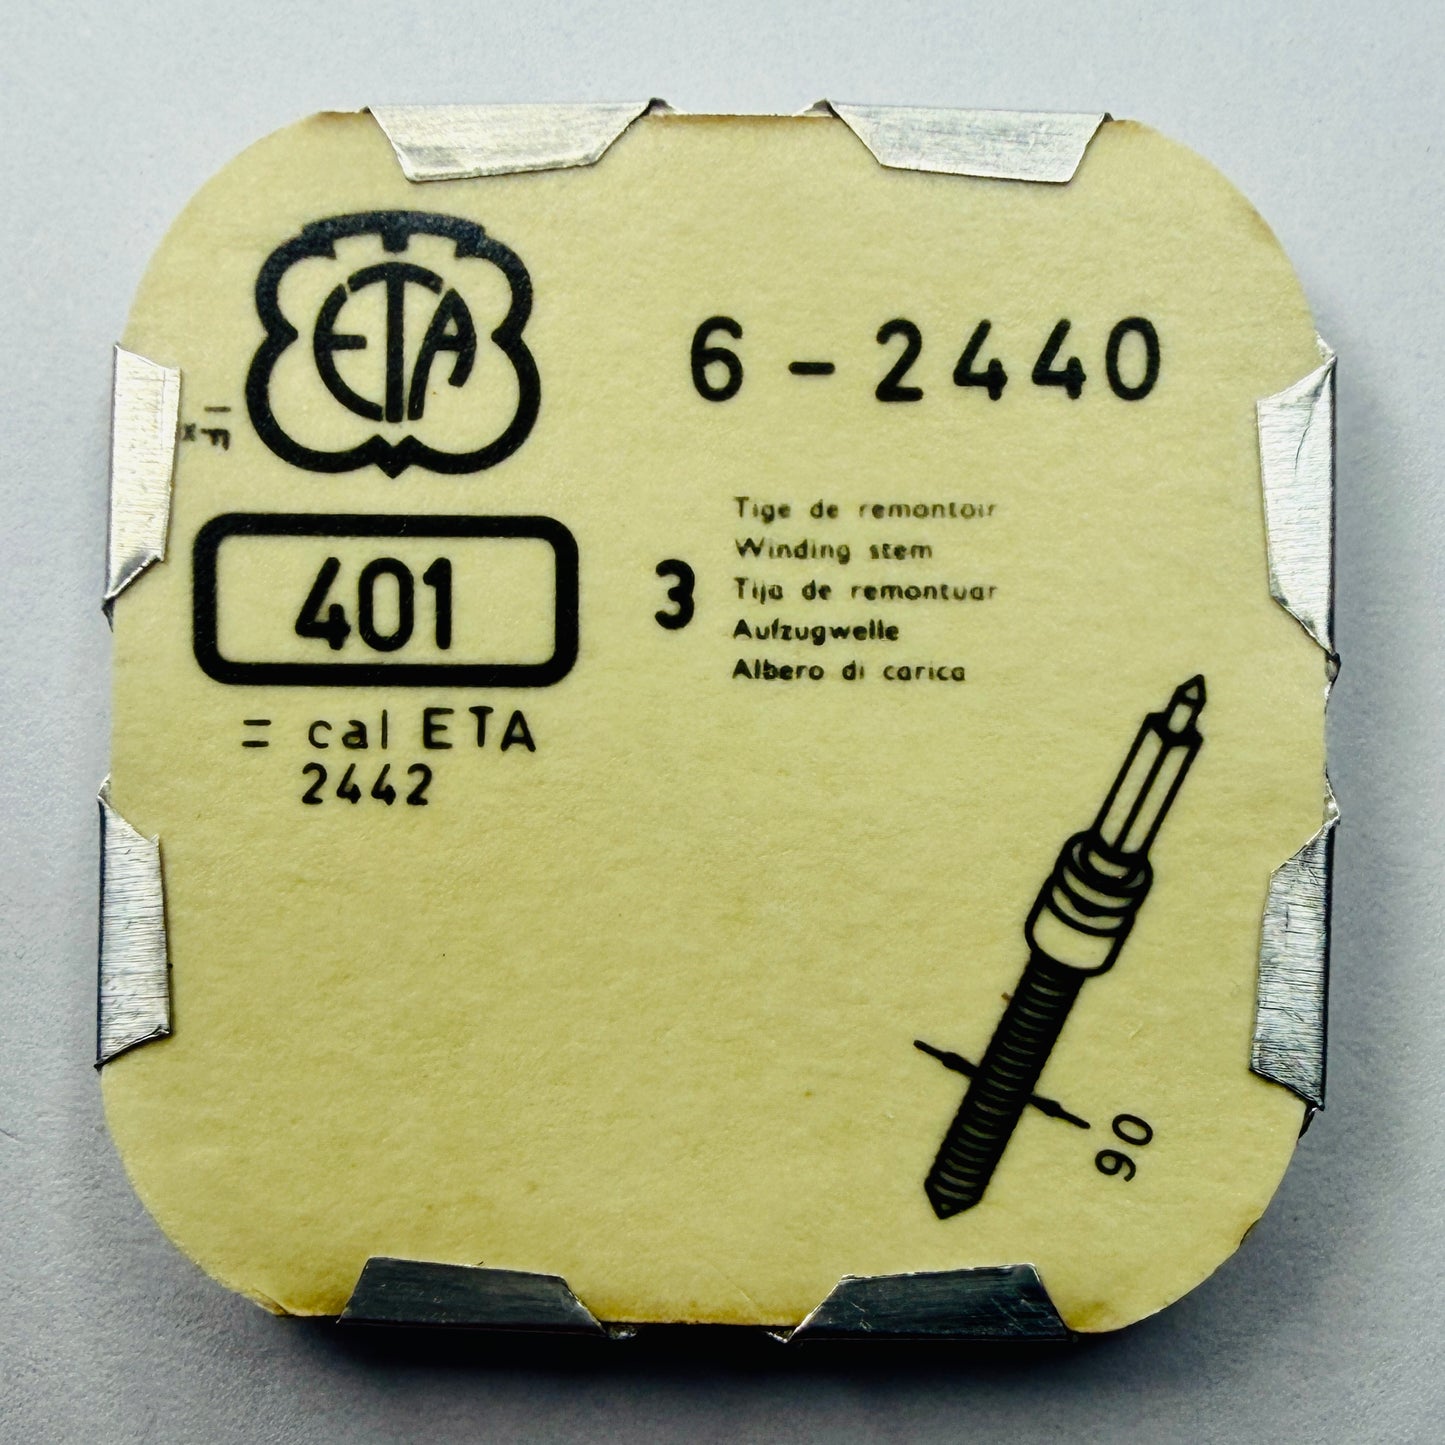 ETA
6-2440
401
= cal ETA
2442
3
Tige de remontoir
Winding stem
Tija de remontuar
Aufzugwelle
Albero di carica
90